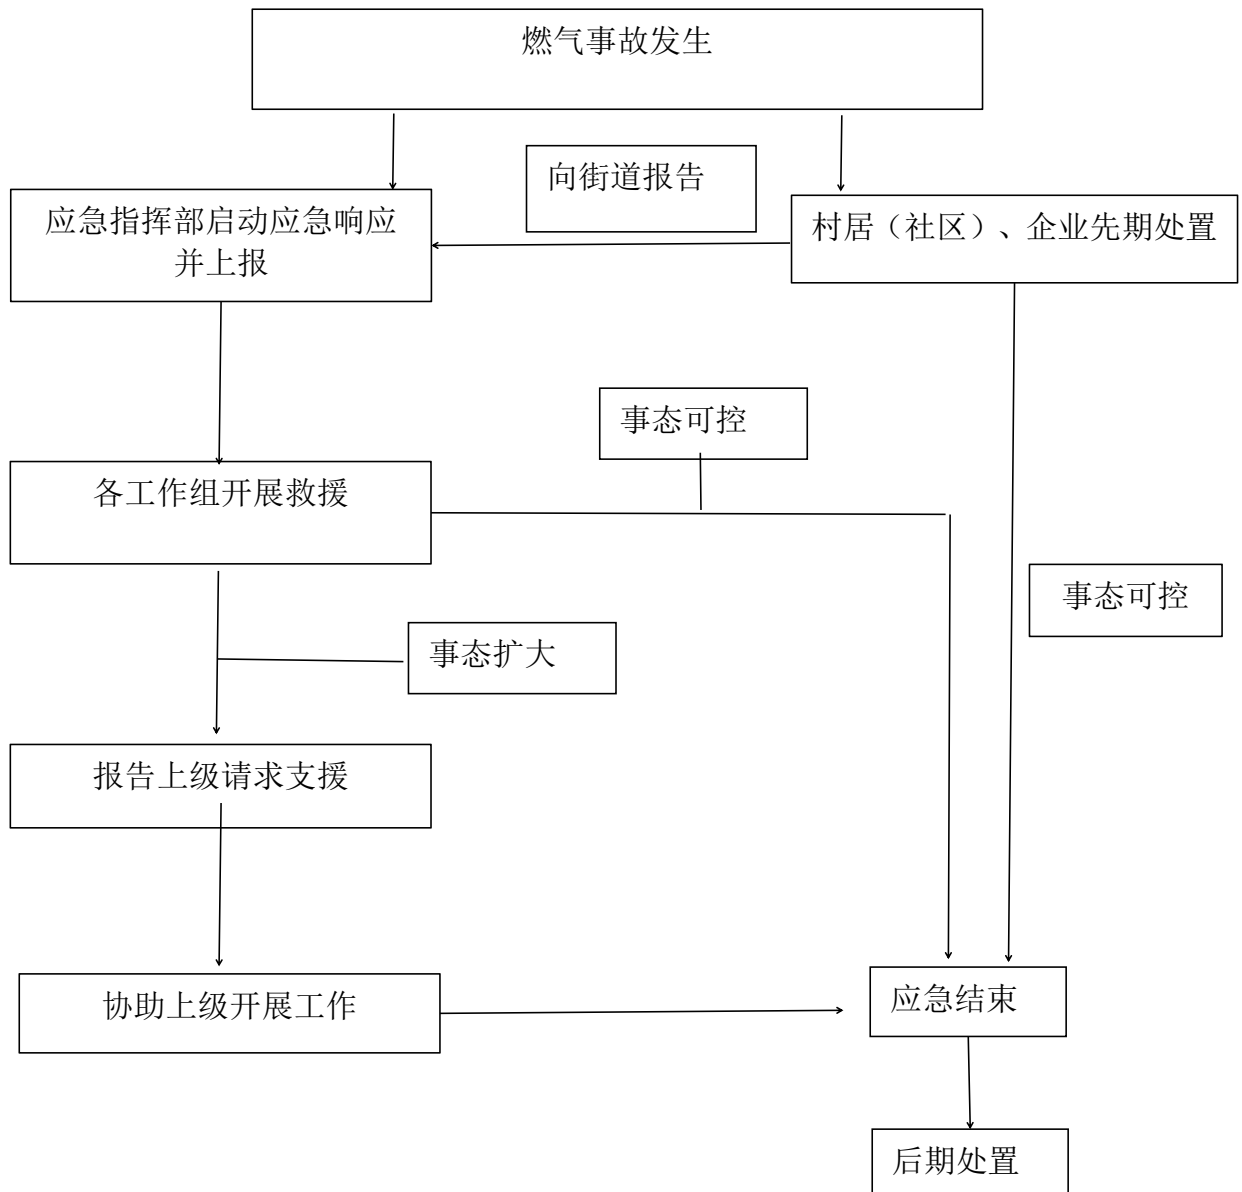 燃气事故发生
向街道报告
应急指挥部启动应急响应
并上报
村居（社区）、企业先期处置
事态可控
各工作组开展救援
事态可控
事态扩大
报告上级请求支援
协助上级开展工作
应急结束
后期处置